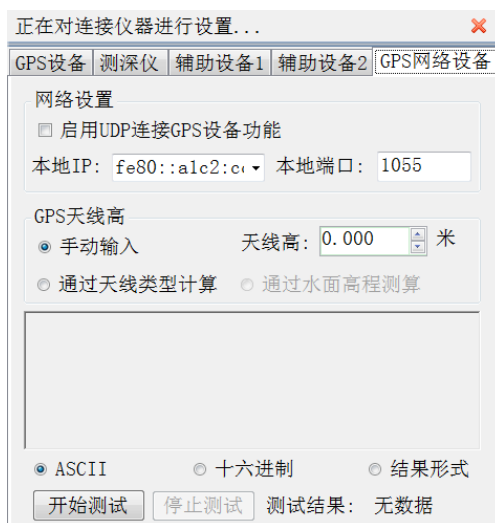 正在对连接仪器进行设置...
GPS设备 测深仪 辅助设备1 辅助设备2 GPS网络设备
网络设置
启用UDP连接GPS设备功能
本地IP: fe80::a1c2:c 本地端口: 1055
GPS天线高
手动输入 天线高: 0.000 米
通过天线类型计算 通过水面高程测算
ASCII 十六进制 结果形式
开始测试 停止测试 测试结果: 无数据